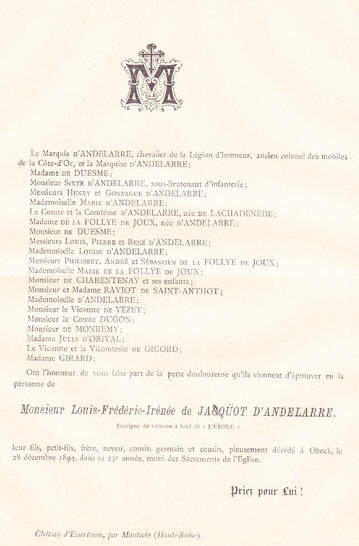 M
Le Marquis D'ANDELARRE, chevalier de la Légion d'honneur, ancien colonel des mobiles
de la Côte-d'Or, et la Marquise D'ANDELARRE;
Madame DE DUESME;
Monsieur SIXTE D'ANDELARRE, sous-lieutenant d'infanterie;
Messieurs HENRY et GONZAGUE D'ANDELARRE;
Mademoiselle MARIE D'ANDELARRE;
Le Comte et la Comtesse D'ANDELARRE, née DE LACHADENÈDE;
Madame DE LA FOLLYE DE JOUX, née D'ANDELARRE;
Monsieur DE DUESME;
Messieurs LOUIS, PIERRE et RENÉ D'ANDELARRE;
Mademoiselle LOUISE D'ANDELARRE;
Messieurs PHILIBERT, ANDRÉ et SÉBASTIEN DE LA FOLLYE DE JOUX;
Mademoiselle MARIE DE LA FOLLYE DE JOUX;
Monsieur DE CHARENTENAY et ses enfants;
Monsieur et Madame RAVIOT DE SAINT-ANTHOT;
Mademoiselle D'ANDELARRE;
Monsieur le Vicomte DE VEZET;
Monsieur le Comte DUGON;
Monsieur DE MONREMY;
Madame JULES D'ORIVAL;
Le Vicomte et la Vicomtesse DE GIGORD;
Madame GIRARD;
Ont l'honneur de vous faire part de la perte douloureuse qu'ils viennent d'éprouver en la
personne de
Monsieur Louis-Frédéric-Irénée de JACQÜOT D'ANDELARRE,
Enseigne de vaisseau à bord de « L'ÉTOILE »
leur fils, petit-fils, frère, neveu, cousin germain et cousin, pieusement décédé à Obock, le
28 décembre 1893, dans sa 25e année, muni des Sacrements de l'Eglise.
Priez pour Lui !
Château d'Essertenne, par Mantoche (Haute-Saône).